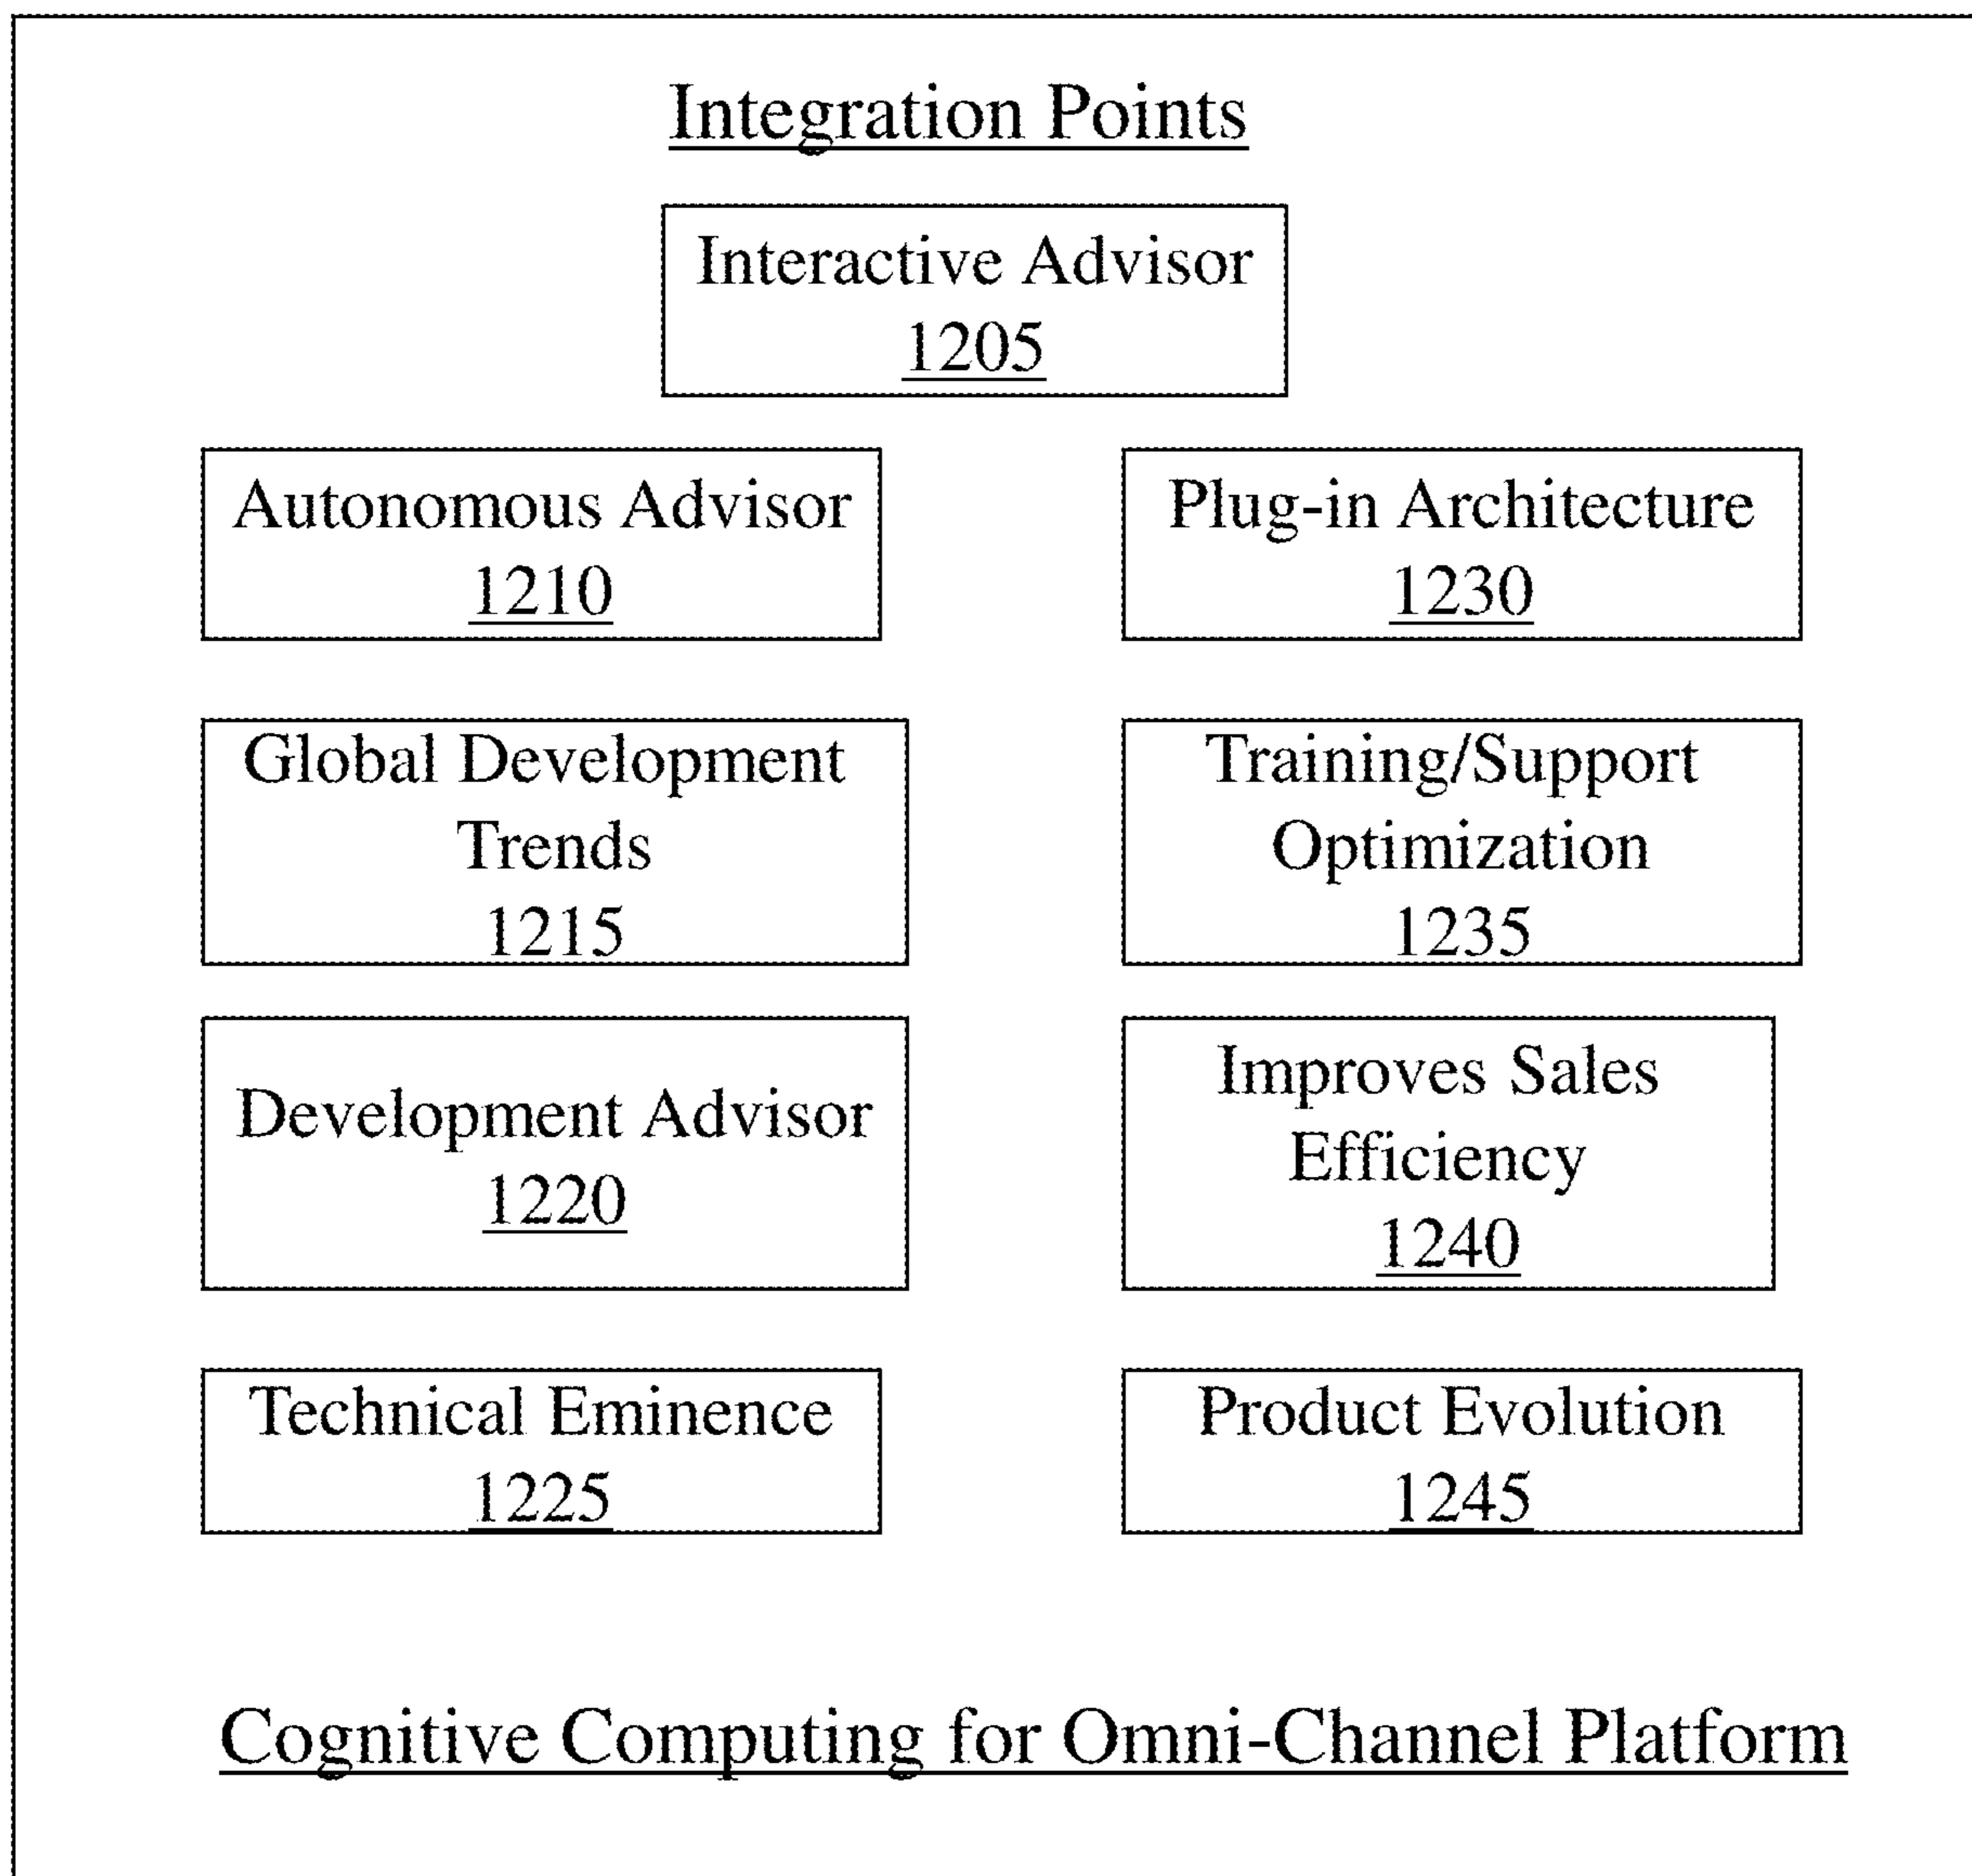 Integration Points
Interactive Advisor
1205
Autonomous Advisor
1210
Plug-in Architecture
1230
Global Development
Trends
1215
Training/Support
Optimization
1235
Development Advisor
1220
Improves Sales
Efficiency
1240
Technical Eminence
1225
Product Evolution
1245
Cognitive Computing for Omni-Channel Platform